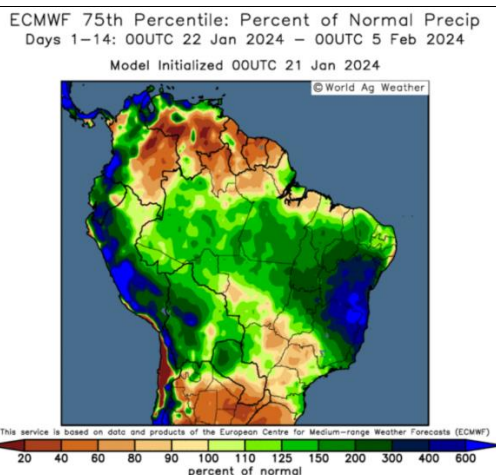 ECMWF 75th Percentile: Percent of Normal Precip
Days 1–14: 00UTC 22 Jan 2024 – 00UTC 5 Feb 2024
Model Initialized 00UTC 21 Jan 2024
©World Ag Weather
This service is based on data and products of the European Centre for Medium-range Weather Forecasts (ECMWF)
20 40 60 80 90 100 110 125 150 200 300 400 600
percent of normal